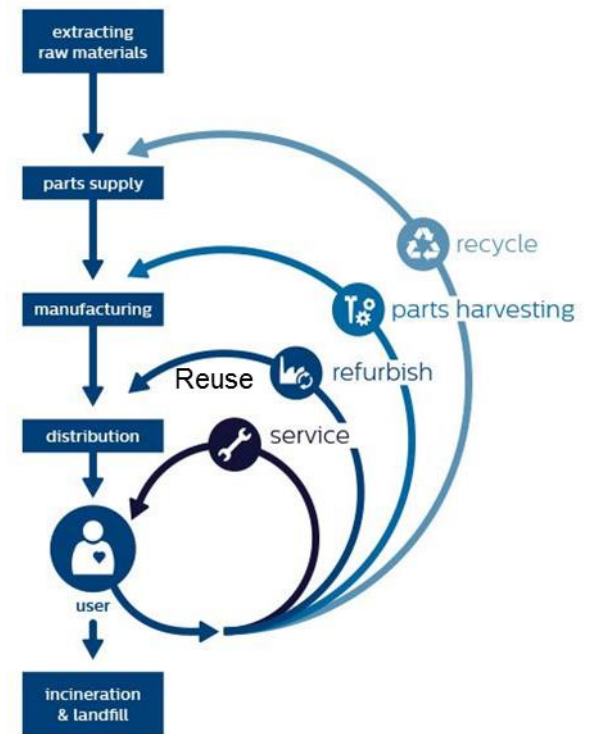 extracting
raw materials
parts supply
recycle
manufacturing
parts harvesting
Reuse
refurbish
distribution
service
user
incineration
& landfill